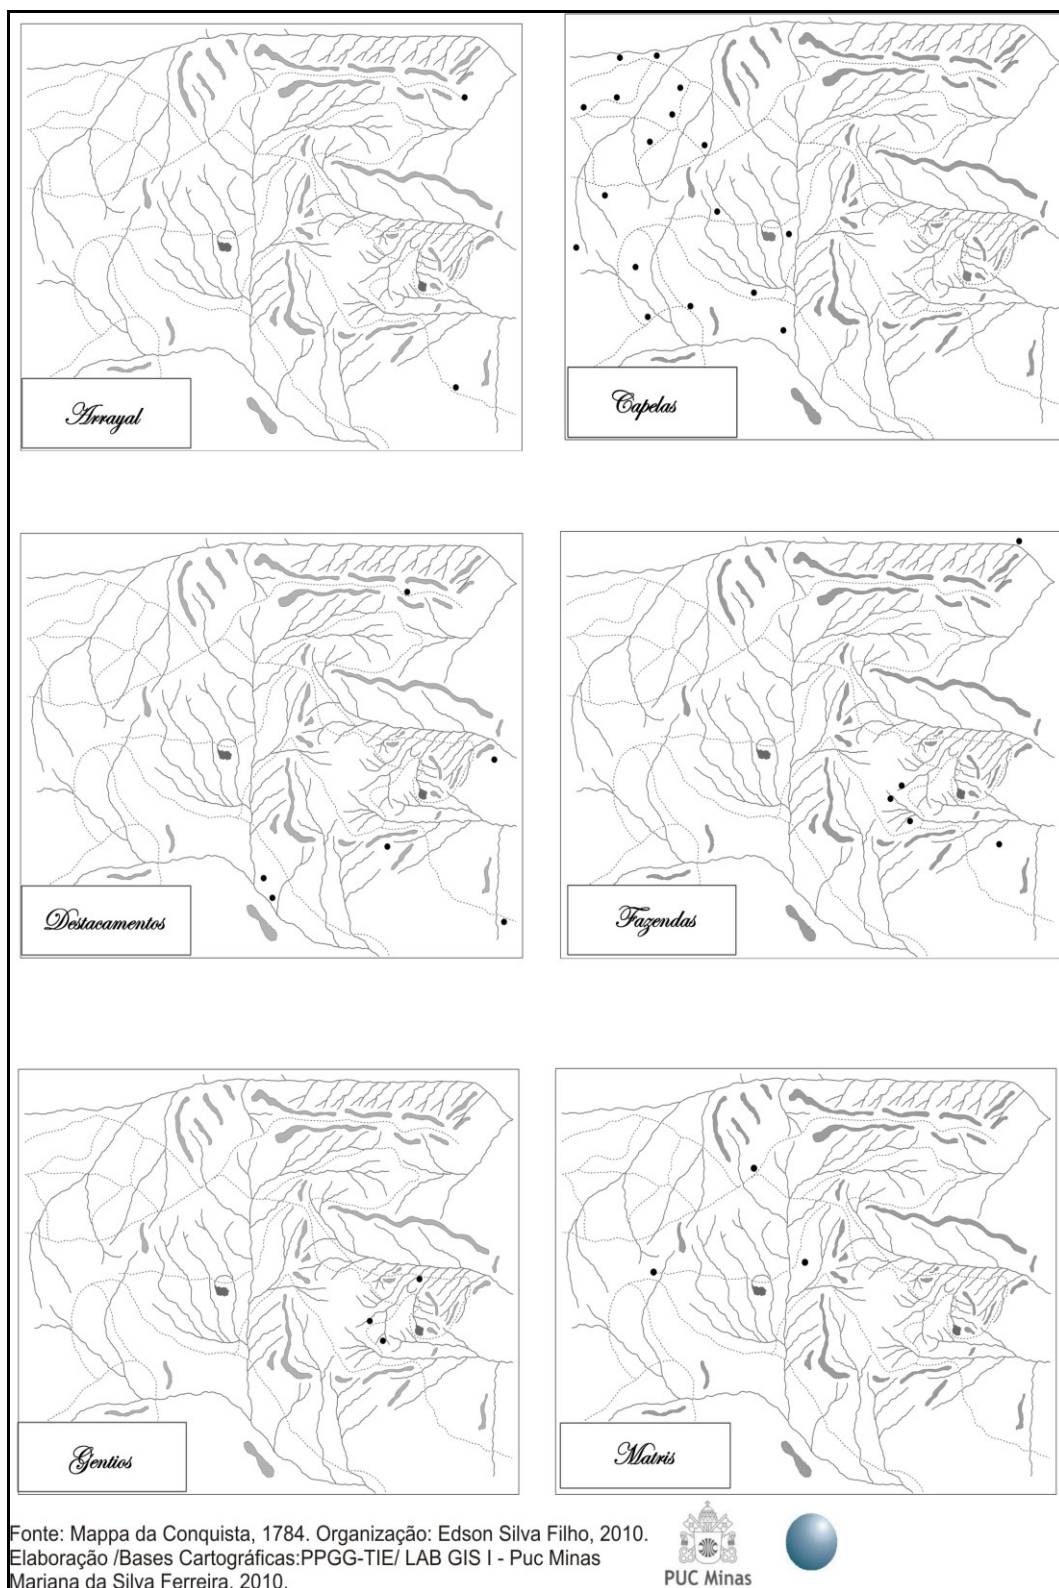 Arrayal
Capelas
Destacamentos
Fazendas
Gentios
Matris
Fonte: Mappa da Conquista, 1784. Organização: Edson Silva Filho, 2010.
Elaboração /Bases Cartográficas:PPGG-TIE/ LAB GIS I - Puc Minas
Mariana da Silva Ferreira, 2010.
PUC Minas